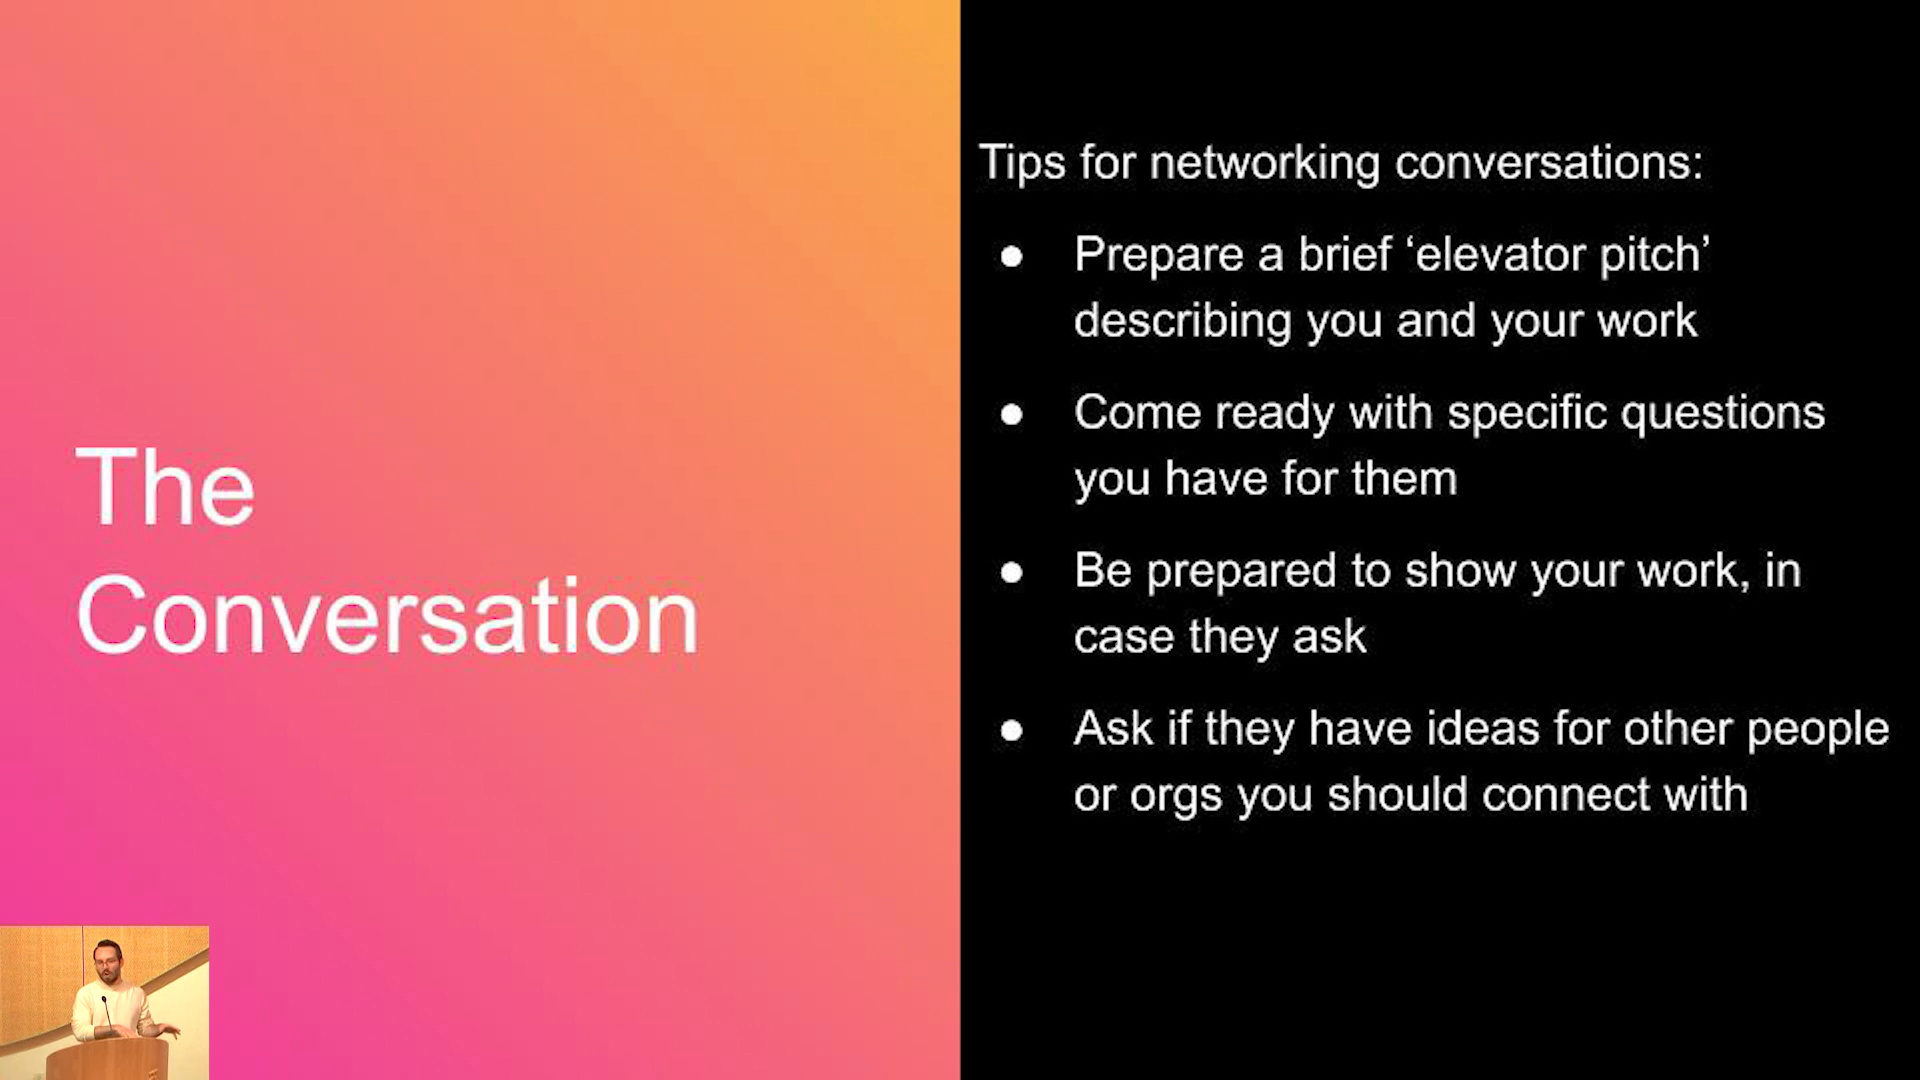 The
Conversation
Tips for networking conversations:
● Prepare a brief ‘elevator pitch’
describing you and your work
● Come ready with specific questions
you have for them
● Be prepared to show your work, in
case they ask
● Ask if they have ideas for other people
or orgs you should connect with